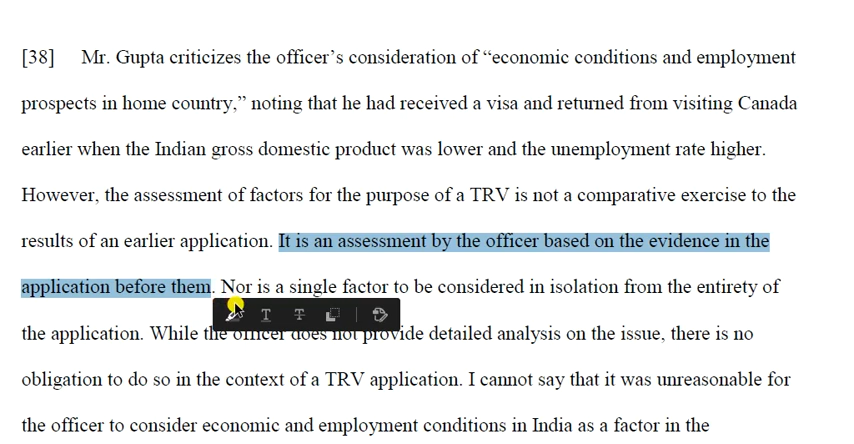 [38] Mr. Gupta criticizes the officer’s consideration of “economic conditions and employment
prospects in home country,” noting that he had received a visa and returned from visiting Canada
earlier when the Indian gross domestic product was lower and the unemployment rate higher.
However, the assessment of factors for the purpose of a TRV is not a comparative exercise to the
results of an earlier application. It is an assessment by the officer based on the evidence in the
application before them. Nor is a single factor to be considered in isolation from the entirety of
the application. While the officer does not provide detailed analysis on the issue, there is no
obligation to do so in the context of a TRV application. I cannot say that it was unreasonable for
the officer to consider economic and employment conditions in India as a factor in the